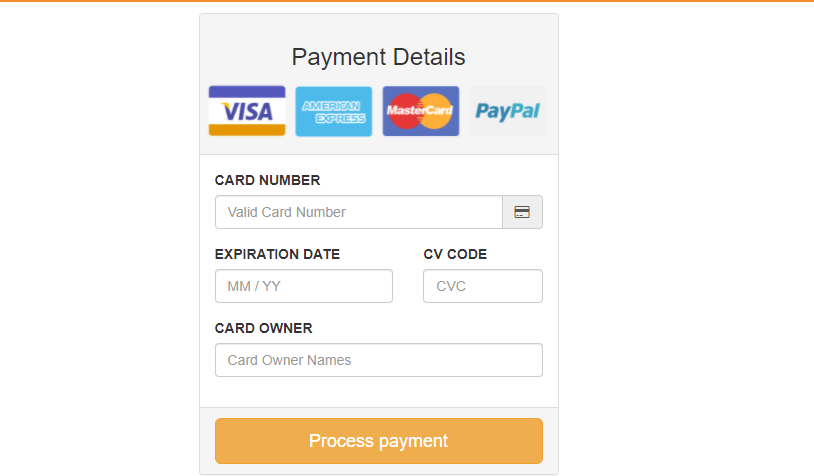 Payment Details
VISA AMERICAN EXPRESS MasterCard PayPal
CARD NUMBER
Valid Card Number
EXPIRATION DATE CV CODE
MM / YY CVC
CARD OWNER
Card Owner Names
Process payment